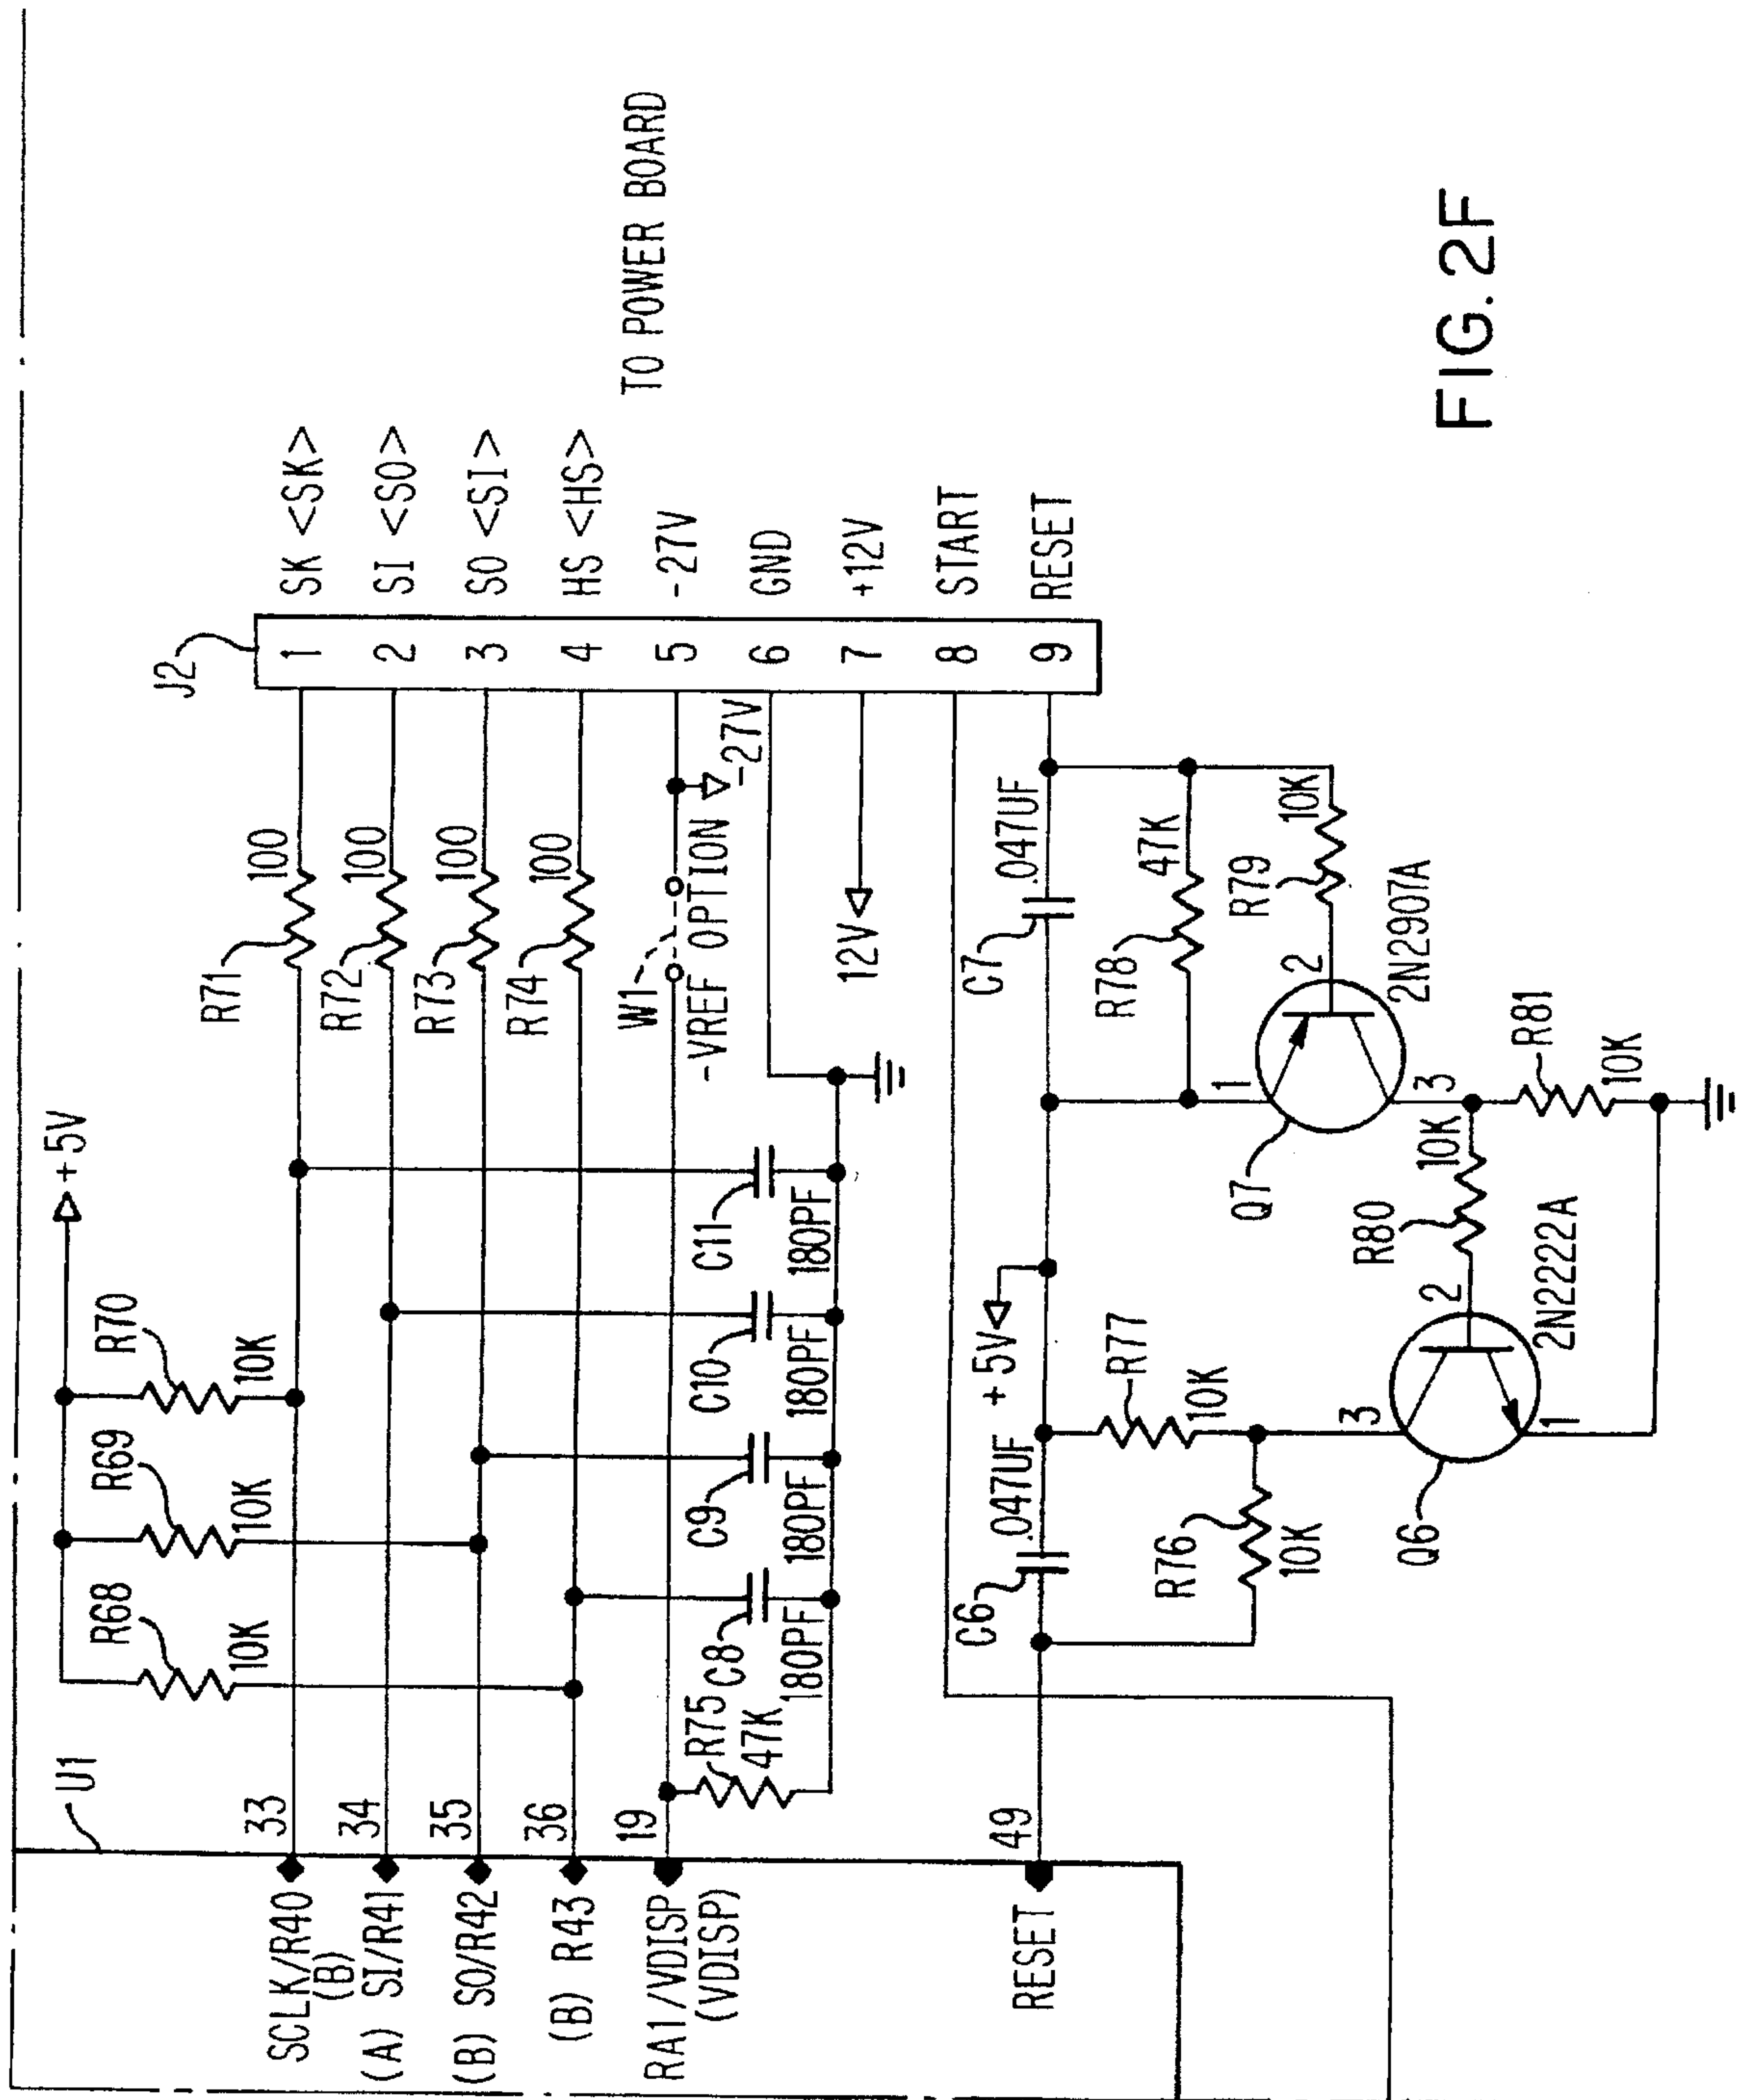 +5V
R68
10K
R69
10K
R70
10K
U1
J2
SCLK/R40
(B)
33
R71
100
1
SK <SK>
(A) SI/R41
34
R72
100
2
SI <SO>
(B) SO/R42
35
R73
100
3
SO <SI>
(B) R43
36
R74
100
4
HS <HS>
RA1/VDISP
(VDISP)
19
W1
-VREF OPTION
-27V
5
-27V
R75
47K
C8
180PF
C9
180PF
C10
180PF
C11
180PF
6
GND
12V
7
+12V
8
START
9
RESET
TO POWER BOARD
RESET
49
C6
.047UF
+5V
C7
.047UF
R76
10K
R77
10K
R78
47K
R79
10K
Q6
3
2
1
2N2222A
R80
10K
Q7
1
2
3
2N2907A
R81
10K
FIG. 2F